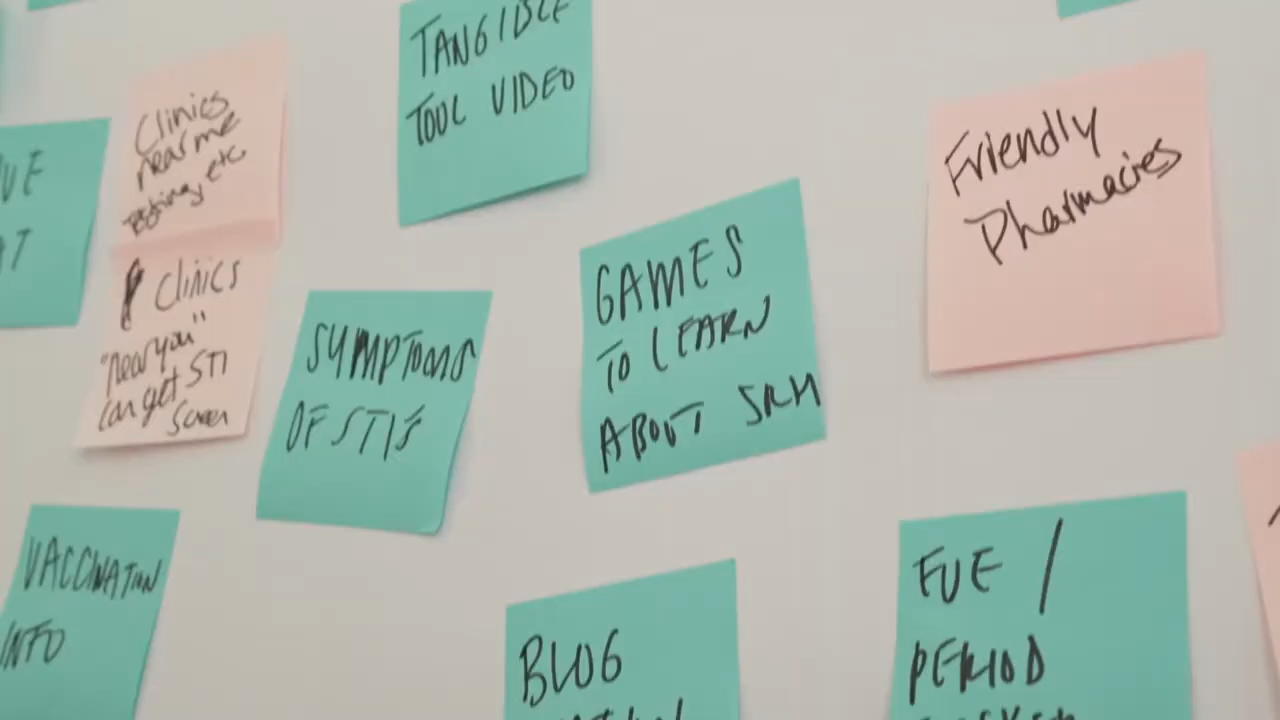 TANGIBLE
TOOL VIDEO
Clinics
near me
testing, etc
Clinics
"near you"
can get STI
Screen
Friendly
Pharmacies
GAMES
TO LEARN
ABOUT SRH
SYMPTOMS
OF STI'S
VACCINATION
INFO
BLOG
FUE /
PERIOD